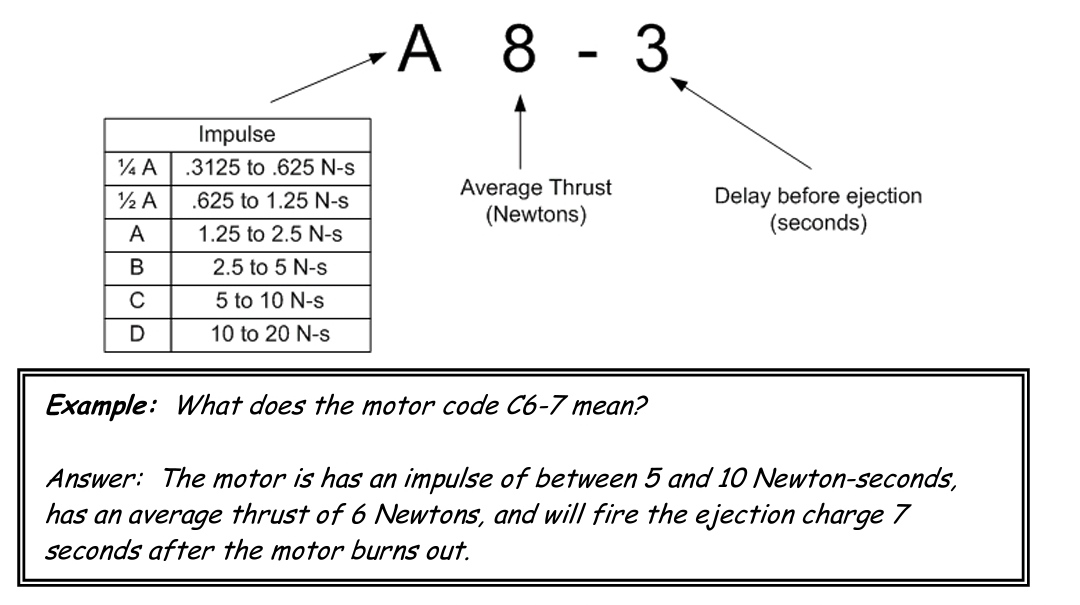 A 8 - 3
Impulse
¼ A .3125 to .625 N-s
½ A .625 to 1.25 N-s
A 1.25 to 2.5 N-s
B 2.5 to 5 N-s
C 5 to 10 N-s
D 10 to 20 N-s
Average Thrust
(Newtons)
Delay before ejection
(seconds)
Example: What does the motor code C6-7 mean?
Answer: The motor is has an impulse of between 5 and 10 Newton-seconds,
has an average thrust of 6 Newtons, and will fire the ejection charge 7
seconds after the motor burns out.